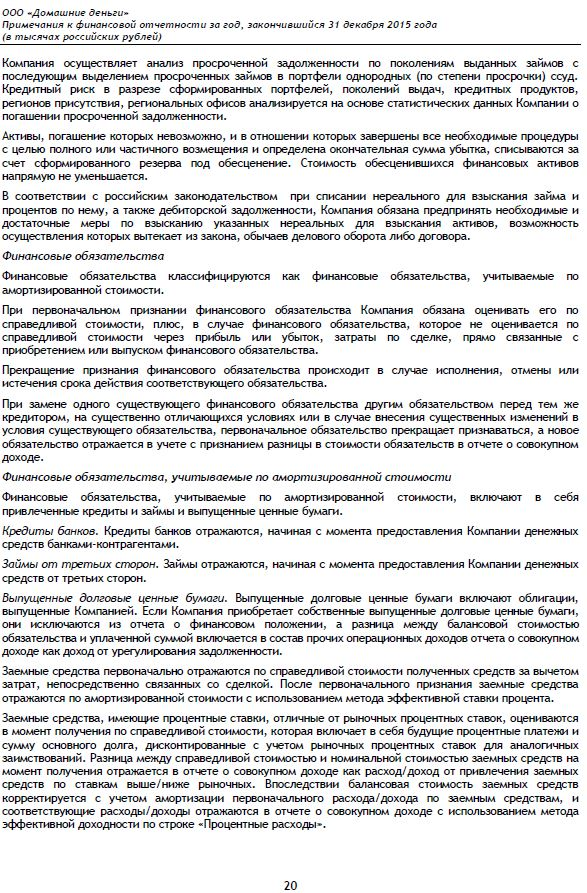 ООО «Домашние деньги»
Примечания к финансовой отчетности за год, закончившийся 31 декабря 2015 года
(в тысячах российских рублей)
Компания осуществляет анализ просроченной задолженности по поколениям выданных займов с
последующим выделением просроченных займов в портфели однородных (по степени просрочки) ссуд.
Кредитный риск в разрезе сформированных портфелей, поколений выдач, кредитных продуктов,
регионов присутствия, региональных офисов анализируется на основе статистических данных Компании о
погашении просроченной задолженности.
Активы, погашение которых невозможно, и в отношении которых завершены все необходимые процедуры
с целью полного или частичного возмещения и определена окончательная сумма убытка, списываются за
счет сформированного резерва под обесценение. Стоимость обесценившихся финансовых активов
напрямую не уменьшается.
В соответствии с российским законодательством при списании нереального для взыскания займа и
процентов по нему, а также дебиторской задолженности, Компания обязана предпринять необходимые и
достаточные меры по взысканию указанных нереальных для взыскания активов, возможность
осуществления которых вытекает из закона, обычаев делового оборота либо договора.
Финансовые обязательства
Финансовые обязательства классифицируются как финансовые обязательства, учитываемые по
амортизированной стоимости.
При первоначальном признании финансового обязательства Компания обязана оценивать его по
справедливой стоимости, плюс, в случае финансового обязательства, которое не оценивается по
справедливой стоимости через прибыль или убыток, затраты по сделке, прямо связанные с
приобретением или выпуском финансового обязательства.
Прекращение признания финансового обязательства происходит в случае исполнения, отмены или
истечения срока действия соответствующего обязательства.
При замене одного существующего финансового обязательства другим обязательством перед тем же
кредитором, на существенно отличающихся условиях или в случае внесения существенных изменений в
условия существующего обязательства, первоначальное обязательство прекращает признаваться, а новое
обязательство отражается в учете с признанием разницы в стоимости обязательств в отчете о совокупном
доходе.
Финансовые обязательства, учитываемые по амортизированной стоимости
Финансовые обязательства, учитываемые по амортизированной стоимости, включают в себя
привлеченные кредиты и займы и выпущенные ценные бумаги.
Кредиты банков. Кредиты банков отражаются, начиная с момента предоставления Компании денежных
средств банками-контрагентами.
Займы от третьих сторон. Займы отражаются, начиная с момента предоставления Компании денежных
средств от третьих сторон.
Выпущенные долговые ценные бумаги. Выпущенные долговые ценные бумаги включают облигации,
выпущенные Компанией. Если Компания приобретает собственные выпущенные долговые ценные бумаги,
они исключаются из отчета о финансовом положении, а разница между балансовой стоимостью
обязательства и уплаченной суммой включается в состав прочих операционных доходов отчета о совокупном
доходе как доход от урегулирования задолженности.
Заемные средства первоначально отражаются по справедливой стоимости полученных средств за вычетом
затрат, непосредственно связанных со сделкой. После первоначального признания заемные средства
отражаются по амортизированной стоимости с использованием метода эффективной ставки процента.
Заемные средства, имеющие процентные ставки, отличные от рыночных процентных ставок, оцениваются
в момент получения по справедливой стоимости, которая включает в себя будущие процентные платежи и
сумму основного долга, дисконтированные с учетом рыночных процентных ставок для аналогичных
заимствований. Разница между справедливой стоимостью и номинальной стоимостью заемных средств на
момент получения отражается в отчете о совокупном доходе как расход/доход от привлечения заемных
средств по ставкам выше/ниже рыночных. Впоследствии балансовая стоимость заемных средств
корректируется с учетом амортизации первоначального расхода/дохода по заемным средствам, и
соответствующие расходы/доходы отражаются в отчете о совокупном доходе с использованием метода
эффективной доходности по строке «Процентные расходы».
20